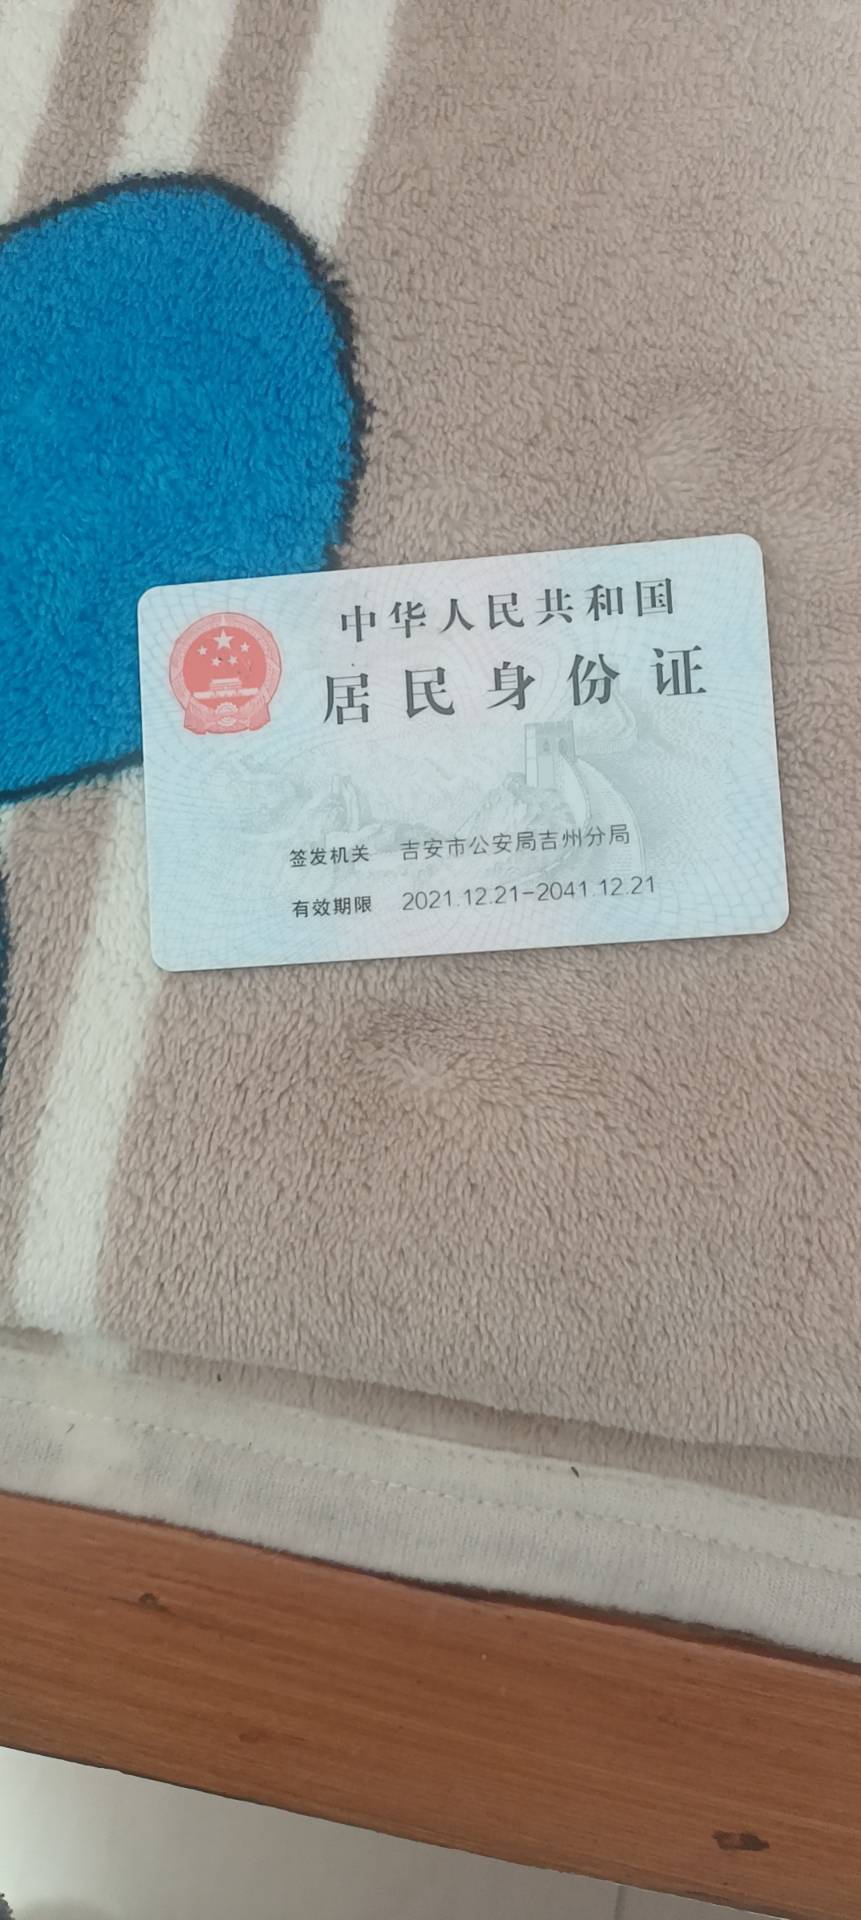 中华人民共和国
居民身份证
签发机关 吉安市公安局吉州分局
有效期限 2021.12.21-2041.12.21